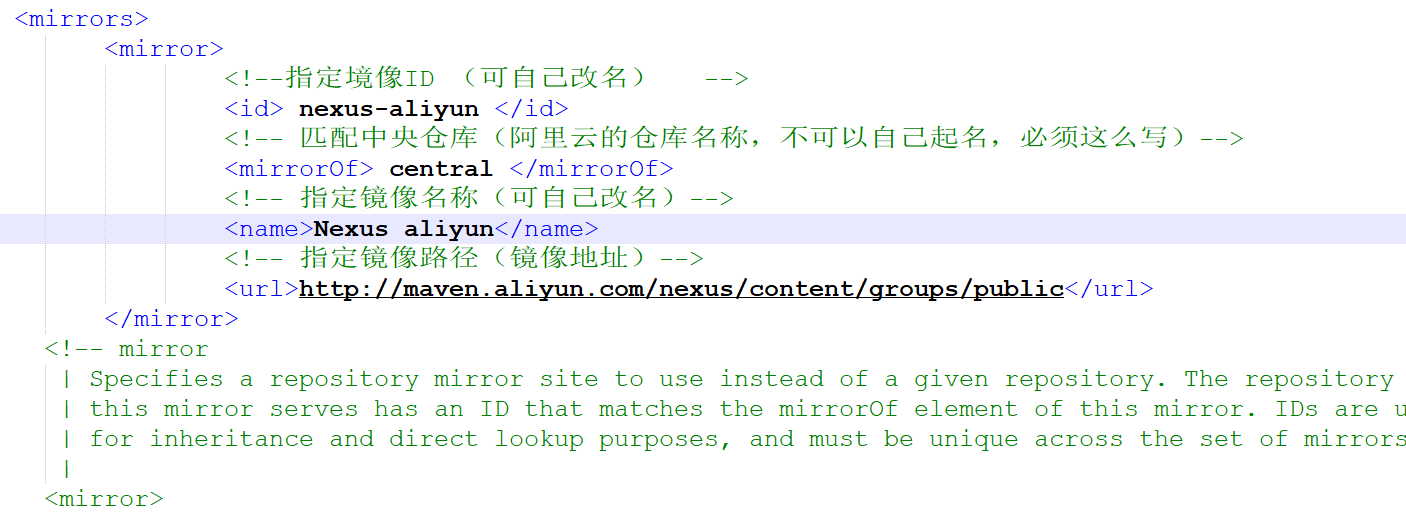 <mirrors>
<mirror>
<!--指定境像ID （可自己改名）   -->
<id> nexus-aliyun </id>
<!-- 匹配中央仓库（阿里云的仓库名称，不可以自己起名，必须这么写）-->
<mirrorOf> central </mirrorOf>
<!-- 指定镜像名称（可自己改名）-->
<name>Nexus aliyun</name>
<!-- 指定镜像路径（镜像地址）-->
<url>http://maven.aliyun.com/nexus/content/groups/public</url>
</mirror>
<!-- mirror
| Specifies a repository mirror site to use instead of a given repository. The repository
| this mirror serves has an ID that matches the mirrorOf element of this mirror. IDs are u
| for inheritance and direct lookup purposes, and must be unique across the set of mirrors
|
<mirror>